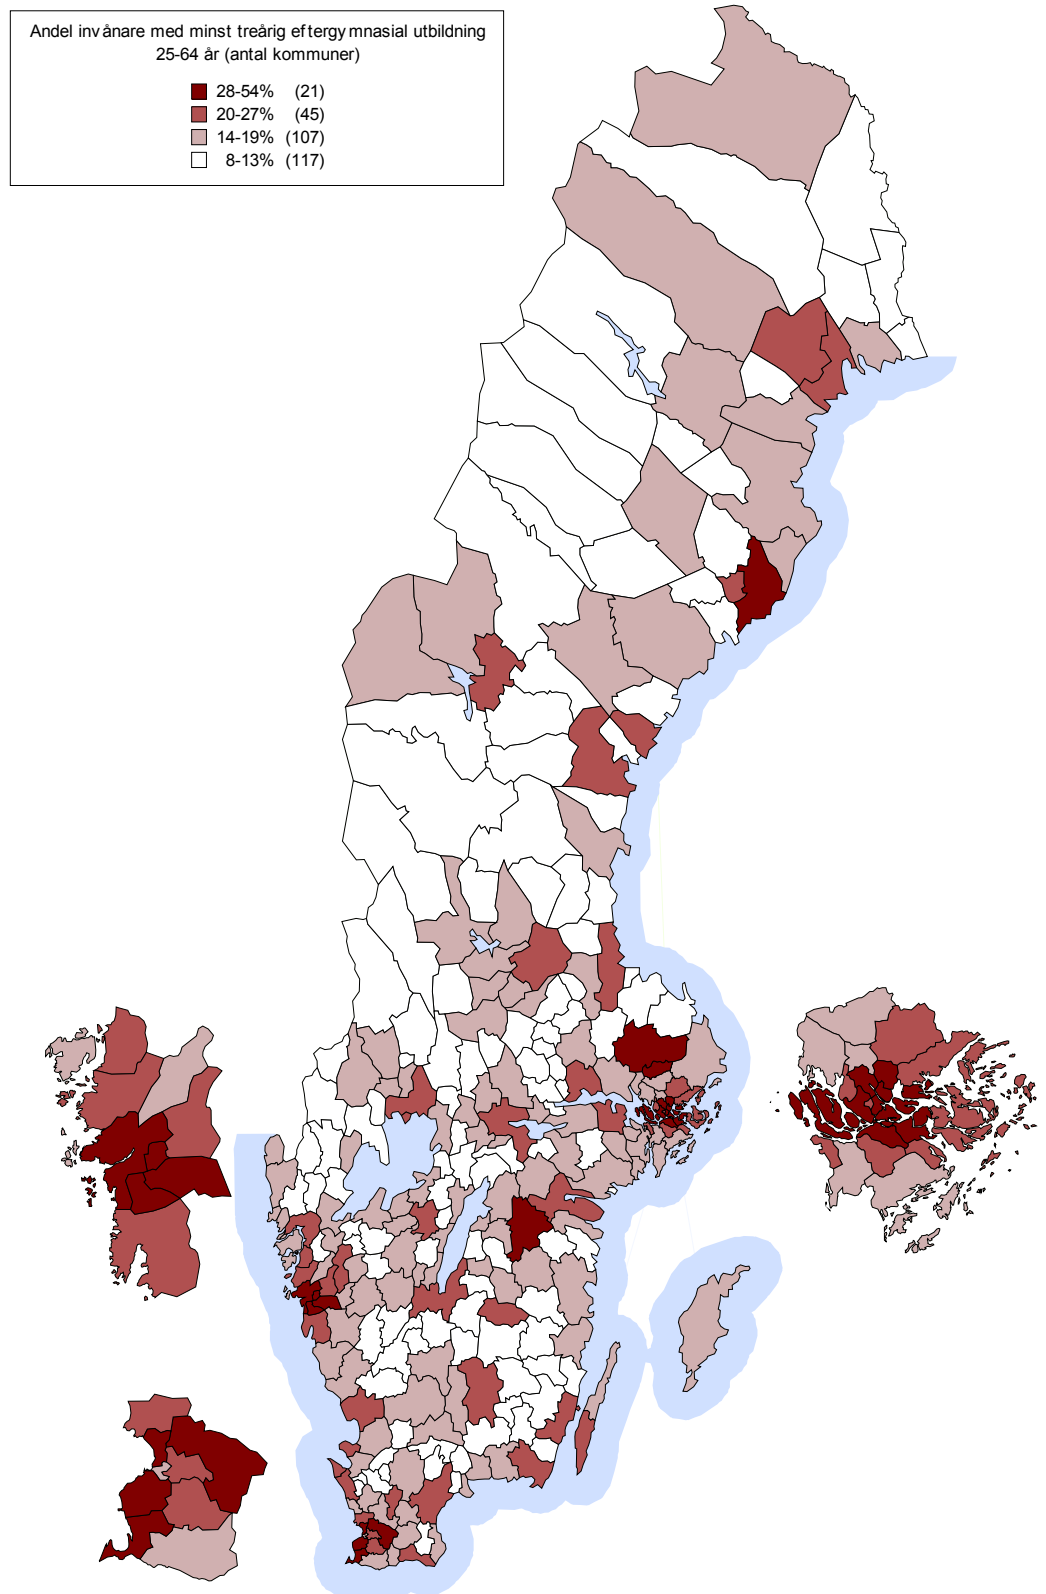 Andel invånare med minst treårig eftergymnasial utbildning
25-64 år (antal kommuner)
28-54% (21)
20-27% (45)
14-19% (107)
8-13% (117)